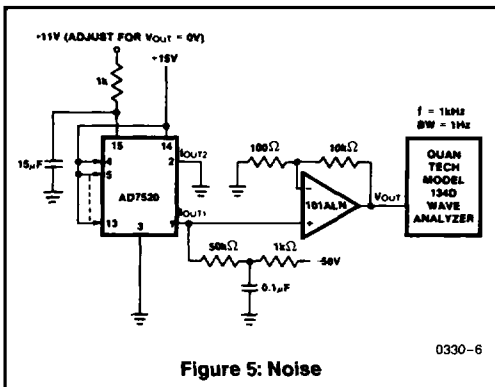 +11V (ADJUST FOR VOUT = 0V)
+15V
1k
15μF
15
14
4
5
13
2
3
IOUT2
AD7520
IOUT1
50kΩ
1kΩ
-50V
0.1μF
100Ω
10kΩ
101ALN
VOUT
f = 1kHz
BW = 1Hz
QUAN
TECH
MODEL
134D
WAVE
ANALYZER
0330-6
Figure 5: Noise